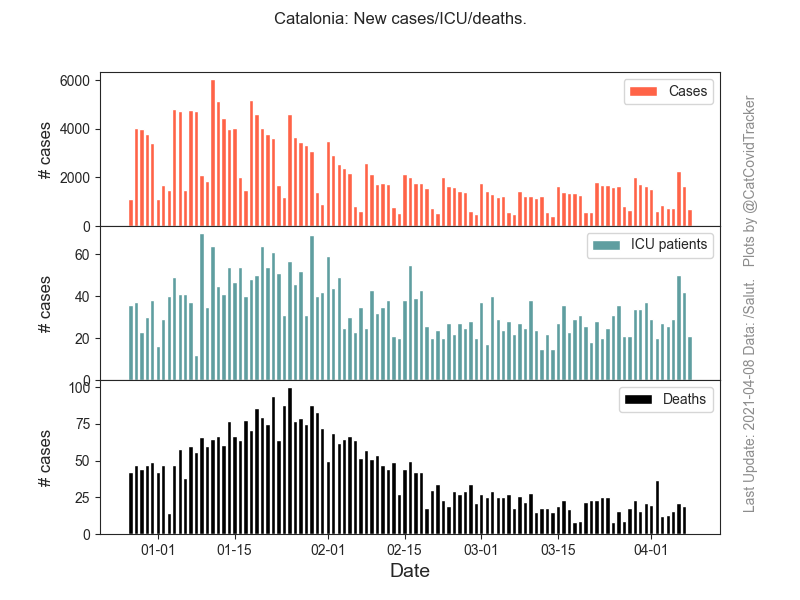 Catalonia: New cases/ICU/deaths.
6000
4000
2000
0
# cases
Cases
60
40
20
0
# cases
ICU patients
100
75
50
25
0
# cases
Deaths
01-01
01-15
02-01
02-15
03-01
03-15
04-01
Date
Last Update: 2021-04-08 Data: /Salut. Plots by @CatCovidTracker